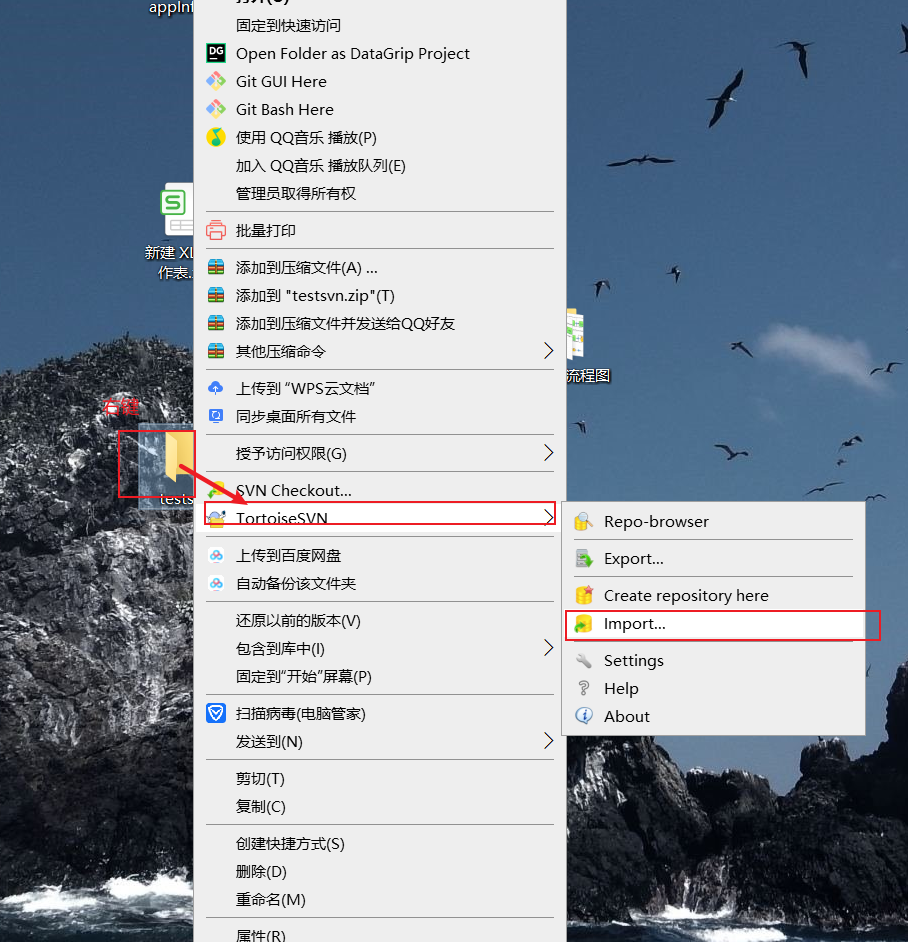 appInf
固定到快速访问
DG
Open Folder as DataGrip Project
Git GUI Here
Git Bash Here
使用 QQ音乐 播放(P)
加入 QQ音乐 播放队列(E)
管理员取得所有权
批量打印
S
新建 XL
作表..
添加到压缩文件(A) ...
添加到 "testsvn.zip"(T)
添加到压缩文件并发送给QQ好友
其他压缩命令
流程图
上传到 “WPS云文档”
同步桌面所有文件
右键
授予访问权限(G)
tests
SVN Checkout...
TortoiseSVN
上传到百度网盘
自动备份该文件夹
还原以前的版本(V)
包含到库中(I)
固定到“开始”屏幕(P)
扫描病毒(电脑管家)
发送到(N)
剪切(T)
复制(C)
创建快捷方式(S)
删除(D)
重命名(M)
属性(R)
Repo-browser
Export...
Create repository here
Import...
Settings
Help
About